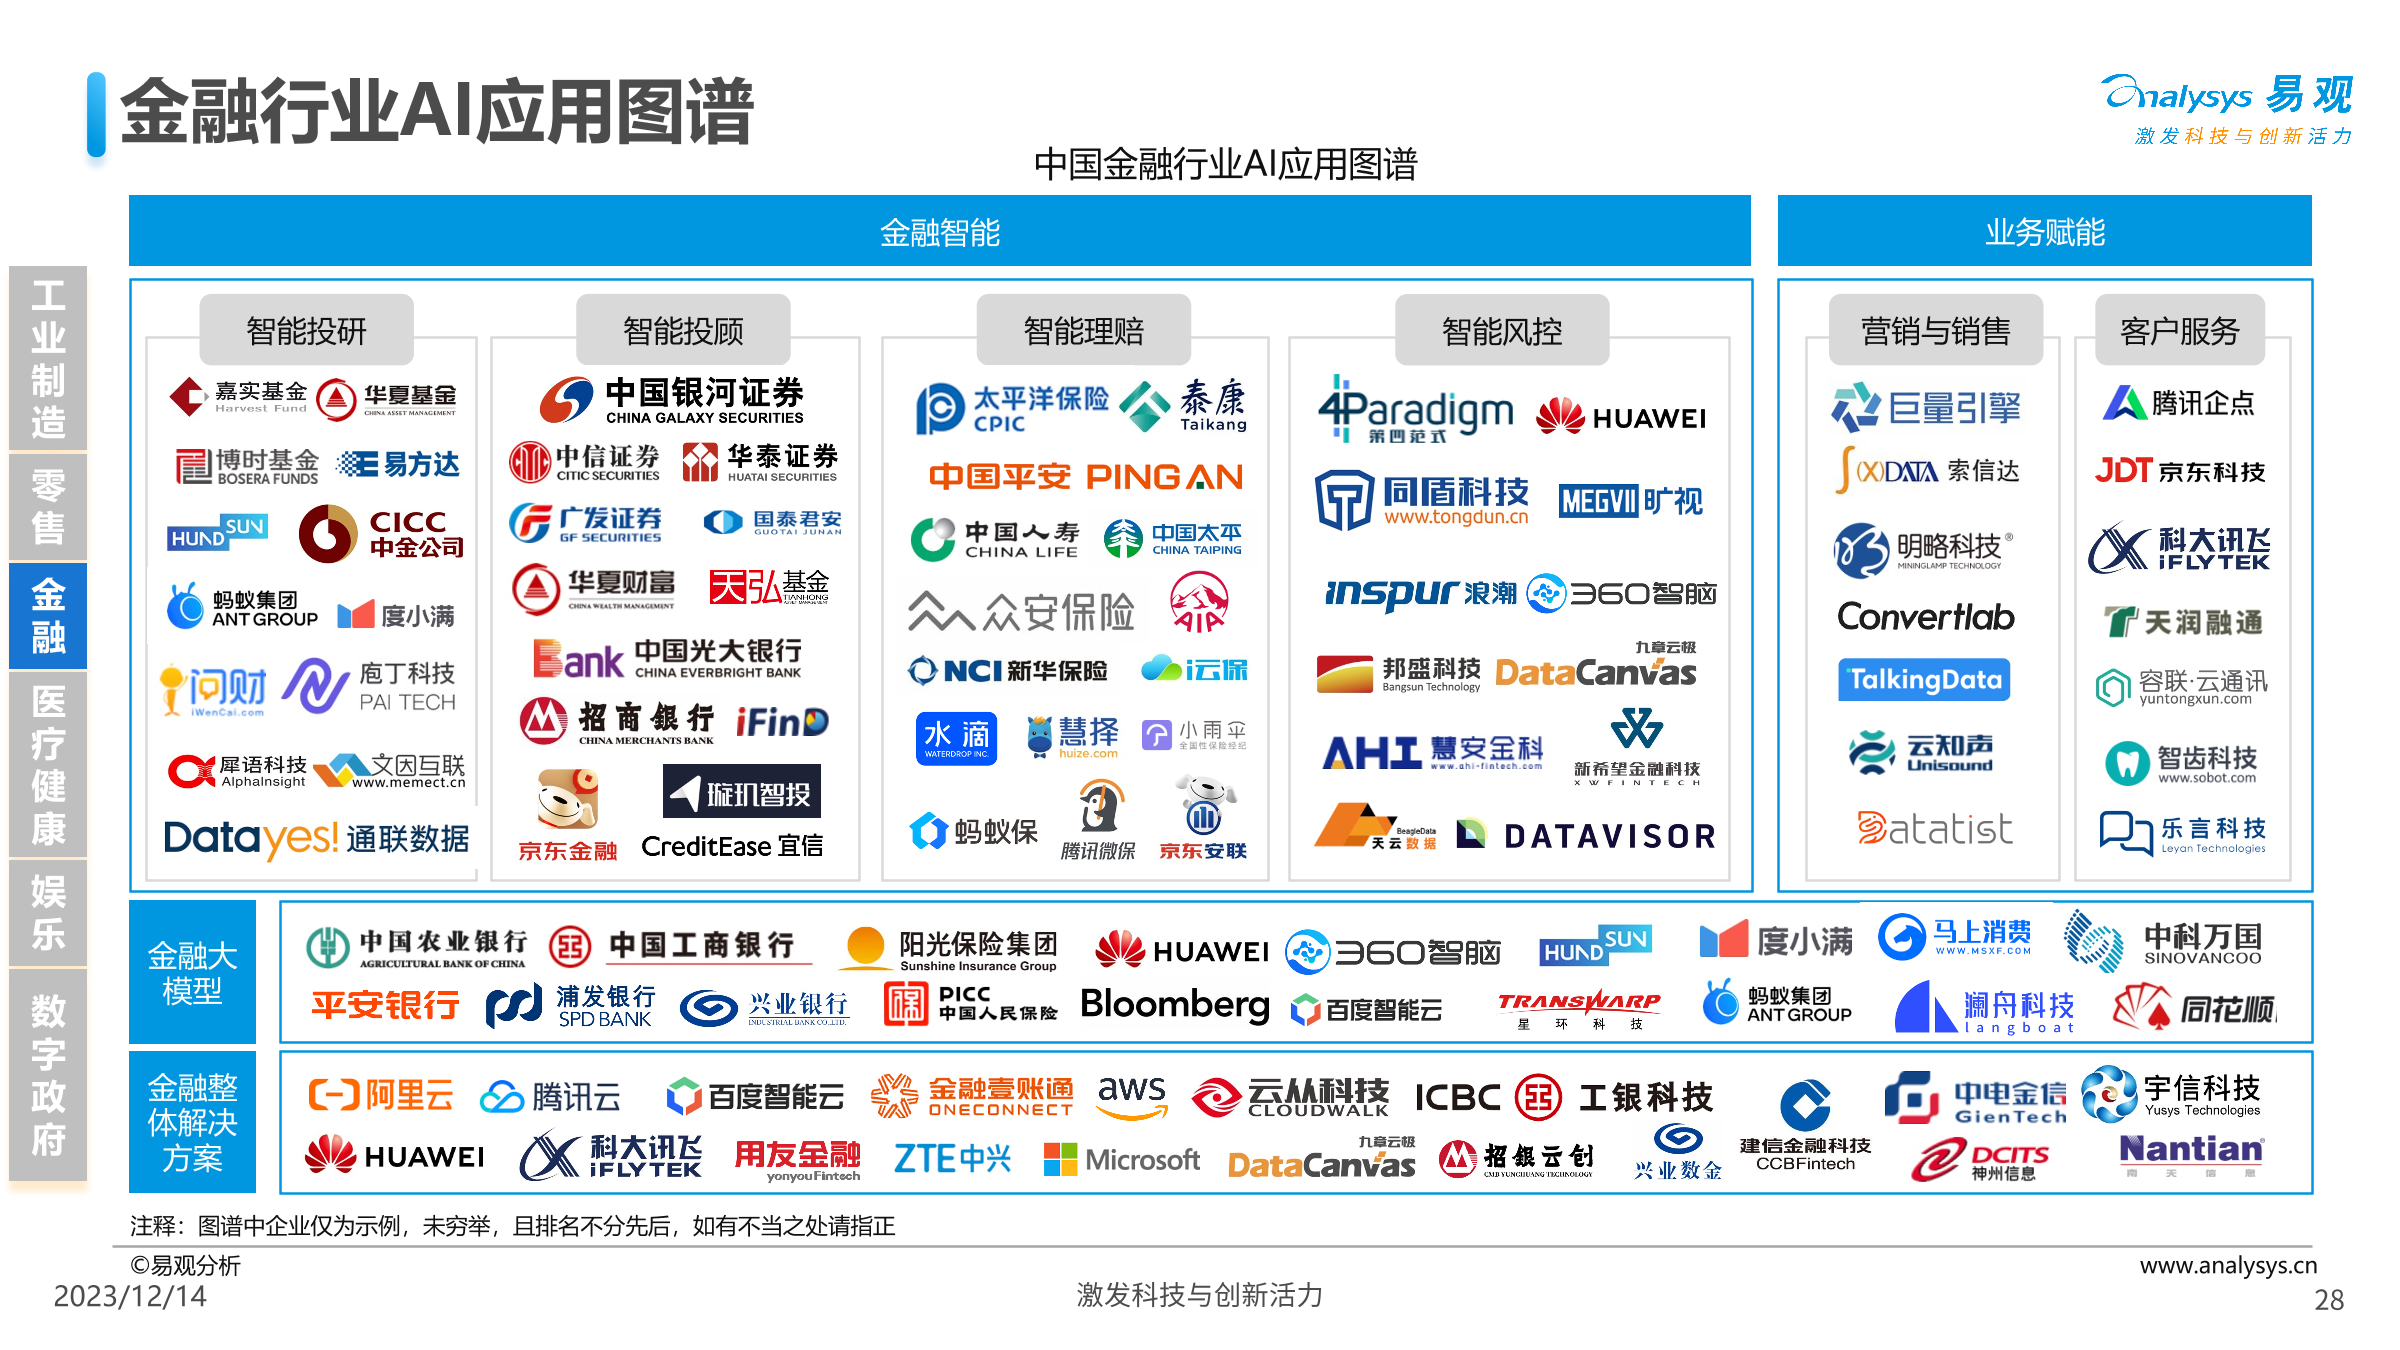 金融行业AI应用图谱
analysys 易观
激发科技与创新活力
中国金融行业AI应用图谱
金融智能
业务赋能
工业制造
零售
金融
医疗健康
娱乐
数字政府
智能投研
嘉实基金 Harvest Fund
华夏基金 CHINA ASSET MANAGEMENT
博时基金 BOSERA FUNDS
易方达
HUNDSUN
CICC 中金公司
蚂蚁集团 ANT GROUP
度小满
问财 iWenCai.com
庖丁科技 PAI TECH
犀语科技 AlphaInsight
文因互联 www.memect.cn
Datayes! 通联数据
智能投顾
中国银河证券 CHINA GALAXY SECURITIES
中信证券 CITIC SECURITIES
华泰证券 HUATAI SECURITIES
广发证券 GF SECURITIES
国泰君安 GUOTAI JUNAN
华夏财富 CHINA WEALTH MANAGEMENT
天弘基金 TIANHONG ASSET MANAGEMENT
Bank 中国光大银行 CHINA EVERBRIGHT BANK
招商银行 CHINA MERCHANTS BANK
iFinD
京东金融
璇玑智投
CreditEase 宜信
智能理赔
太平洋保险 CPIC
泰康 Taikang
中国平安 PING AN
中国人寿 CHINA LIFE
中国太平 CHINA TAIPING
众安保险
AIA
NCI 新华保险
i云保
水滴 WATERDROP INC.
慧择 huize.com
小雨伞 全国性保险经纪
蚂蚁保
腾讯微保
京东安联
智能风控
4Paradigm 第四范式
HUAWEI
同盾科技 www.tongdun.cn
MEGVII 旷视
inspur 浪潮
360智脑
邦盛科技 Bangsun Technology
九章云极 DataCanvas
AHI 慧安金科 www.ahi-fintech.com
新希望金融科技 XWFINTECH
BeagleData 天云数据
DATAVISOR
营销与销售
巨量引擎
(X)DATA 索信达
明略科技® MININGLAMP TECHNOLOGY
Convertlab
TalkingData
云知声 Unisound
Datatist
客户服务
腾讯企点
JDT 京东科技
科大讯飞 iFLYTEK
天润融通
容联·云通讯 yuntongxun.com
智齿科技 www.sobot.com
乐言科技 Leyan Technologies
金融大模型
中国农业银行 AGRICULTURAL BANK OF CHINA
中国工商银行
阳光保险集团 Sunshine Insurance Group
HUAWEI
360智脑
HUNDSUN
度小满
马上消费 WWW.MSXF.COM
中科万国 SINOVANCOO
平安银行
浦发银行 SPD BANK
兴业银行 INDUSTRIAL BANK CO.,LTD.
PICC 中国人民保险
Bloomberg
百度智能云
TRANSWARP 星环科技
蚂蚁集团 ANT GROUP
澜舟科技 langboat
同花顺
金融整体解决方案
阿里云
腾讯云
百度智能云
金融壹账通 ONECONNECT
aws
云从科技 CLOUDWALK
ICBC 工银科技
建信金融科技 CCBFintech
中电金信 GienTech
宇信科技 Yusys Technologies
HUAWEI
科大讯飞 iFLYTEK
用友金融 yonyouFintech
ZTE中兴
Microsoft
九章云极 DataCanvas
招银云创 CMB YUNCHUANG TECHNOLOGY
兴业数金
DCITS 神州信息
Nantian 南天信息
注释：图谱中企业仅为示例，未穷举，且排名不分先后，如有不当之处请指正
©易观分析
www.analysys.cn
2023/12/14
激发科技与创新活力
28